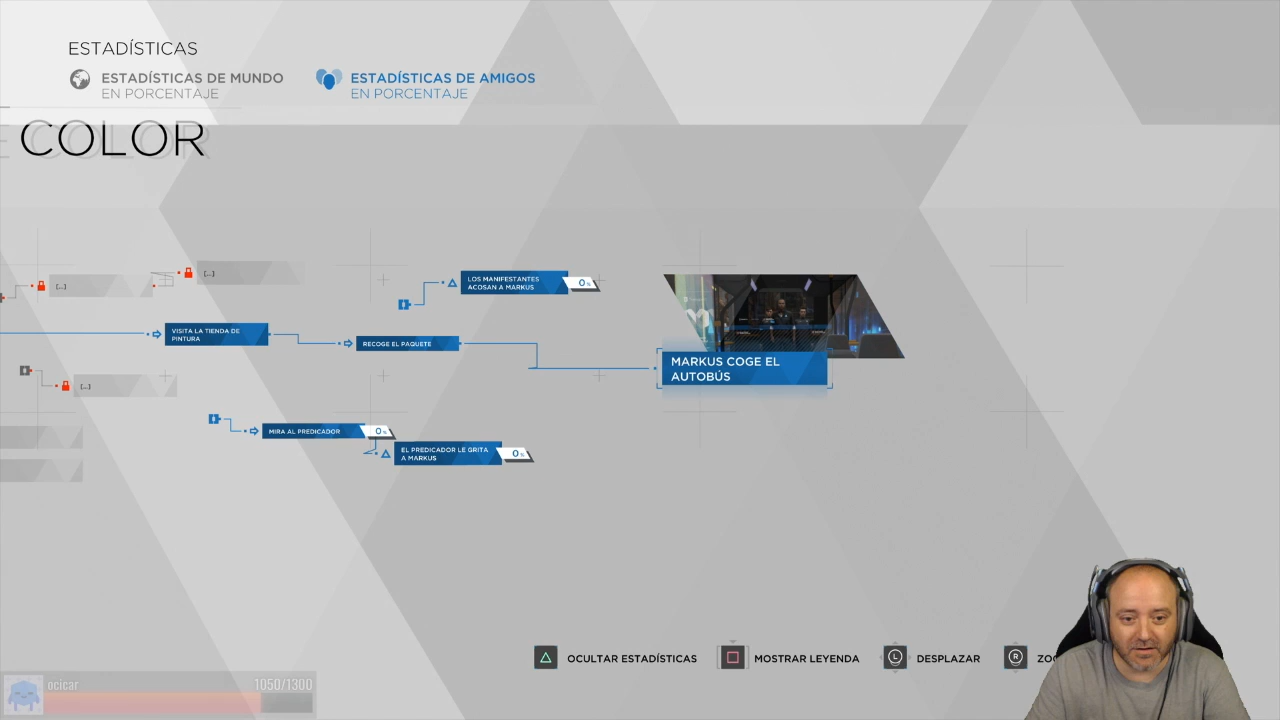 ESTADÍSTICAS
ESTADÍSTICAS DE MUNDO
EN PORCENTAJE
ESTADÍSTICAS DE AMIGOS
EN PORCENTAJE
COLOR
[...]
[...]
LOS MANIFESTANTES
ACOSAN A MARKUS
0%
VISITA LA TIENDA DE
PINTURA
RECOGE EL PAQUETE
MARKUS COGE EL
AUTOBÚS
[...]
MIRA AL PREDICADOR
0%
EL PREDICADOR LE GRITA
A MARKUS
0%
OCULTAR ESTADÍSTICAS
MOSTRAR LEYENDA
L
DESPLAZAR
R
ocicar
1050/1300